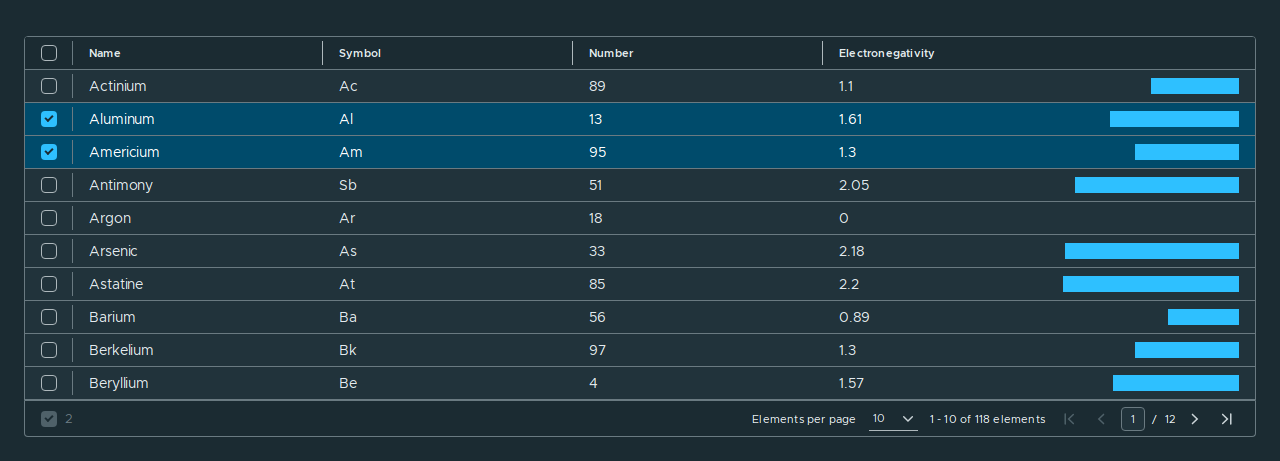 Name Symbol Number Electronegativity
Actinium Ac 89 1.1
Aluminum Al 13 1.61
Americium Am 95 1.3
Antimony Sb 51 2.05
Argon Ar 18 0
Arsenic As 33 2.18
Astatine At 85 2.2
Barium Ba 56 0.89
Berkelium Bk 97 1.3
Beryllium Be 4 1.57
2 Elements per page 10 1 - 10 of 118 elements 1 / 12